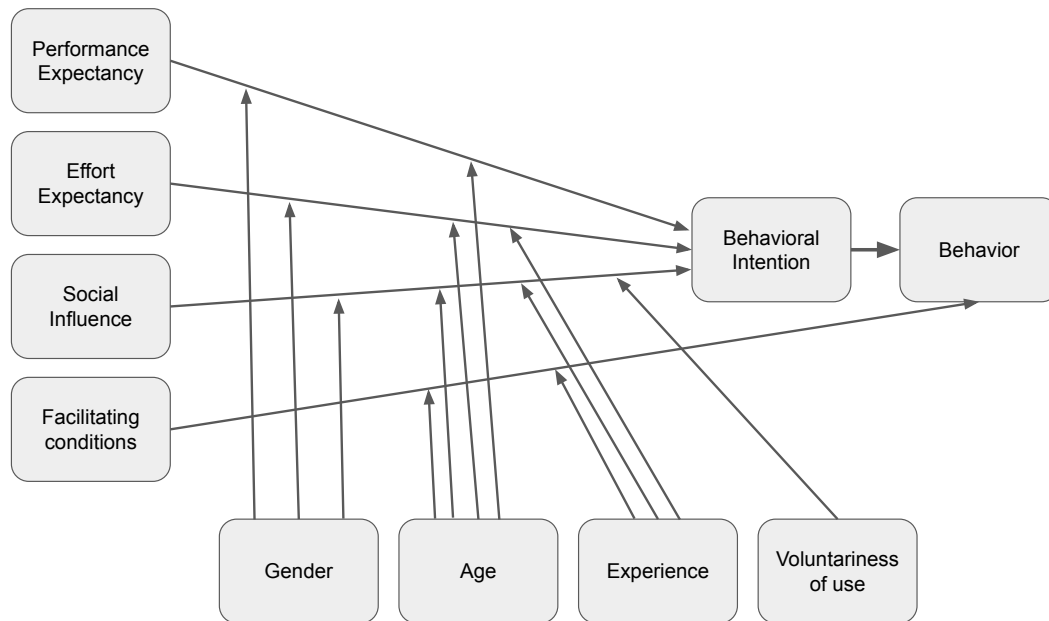 Performance
Expectancy
Effort
Expectancy
Social
Influence
Facilitating
conditions
Behavioral
Intention
Behavior
Gender
Age
Experience
Voluntariness
of use